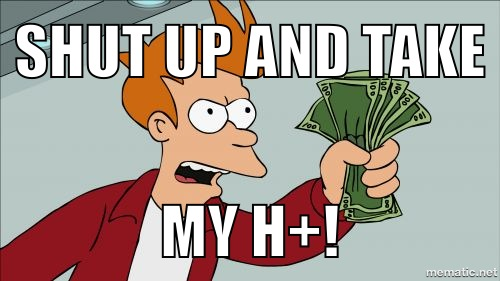 SHUT UP AND TAKE
MY H+!
mematic.net